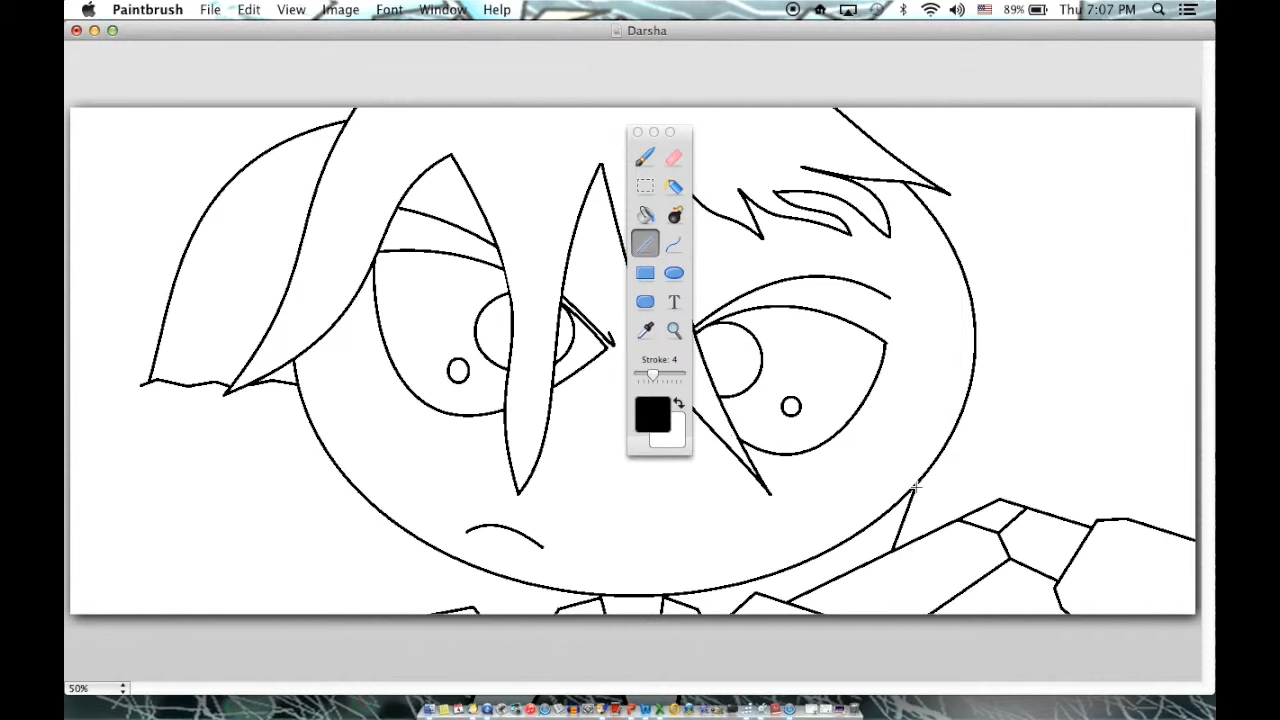 Paintbrush File Edit View Image Font Window Help 89% Thu 7:07 PM
Darsha
T
Stroke: 4
50%